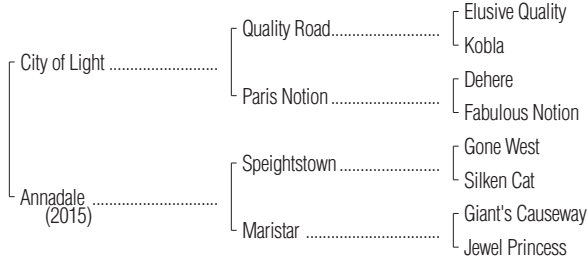 Elusive Quality
Quality Road
Kobla
City of Light
Dehere
Paris Notion
Fabulous Notion
Gone West
Speightstown
Silken Cat
Annadale
(2015)
Giant's Causeway
Maristar
Jewel Princess